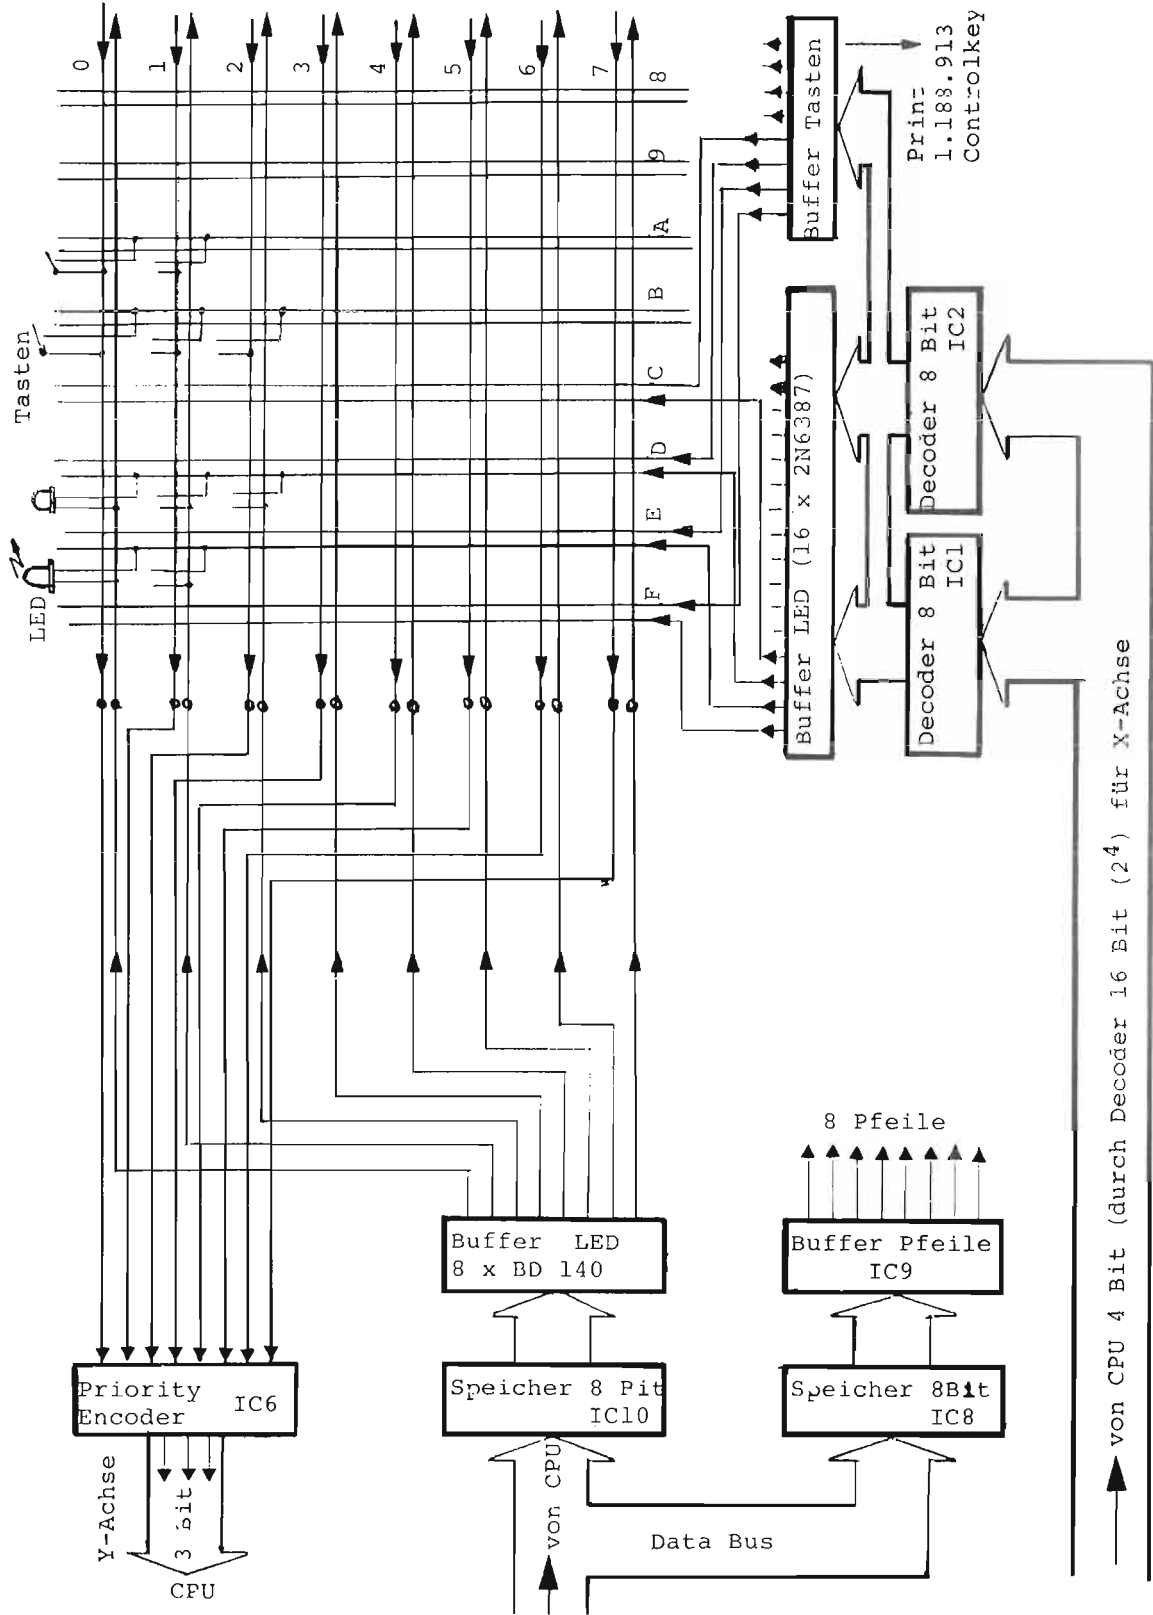 0
1
2
3
4
5
6
7
8
9
A
B
C
D
E
F
Tasten
LED
Buffer Tasten
Print
1.188.913
Controlkey
Buffer LED (16 x 2N6387)
Decoder 8 Bit
IC2
Decoder 8 Bit
IC1
8 Pfeile
Buffer LED
8 x BD 140
Buffer Pfeile
IC9
Priority
Encoder
IC6
Speicher 8 Bit
IC10
Speicher 8Bit
IC8
Y-Achse
3 bit
CPU
von CPU
Data Bus
von CPU 4 Bit (durch Decoder 16 Bit (2⁴) für X-Achse